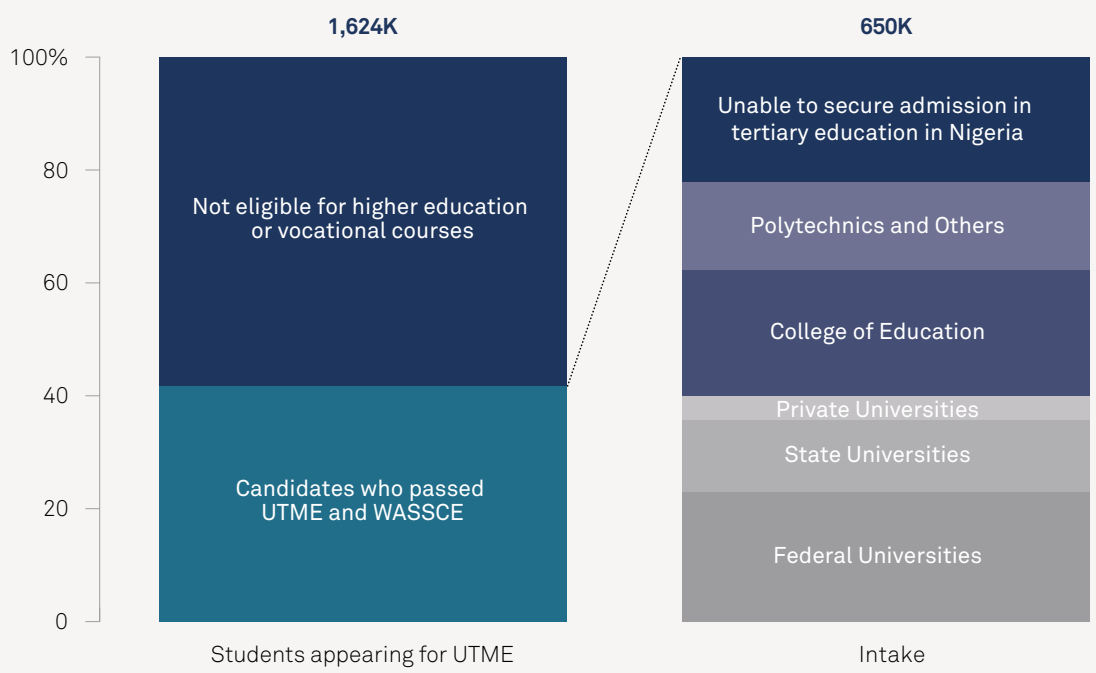 1,624K
650K
100%
80
60
40
20
0
Not eligible for higher education
or vocational courses
Candidates who passed
UTME and WASSCE
Unable to secure admission in
tertiary education in Nigeria
Polytechnics and Others
College of Education
Private Universities
State Universities
Federal Universities
Students appearing for UTME
Intake